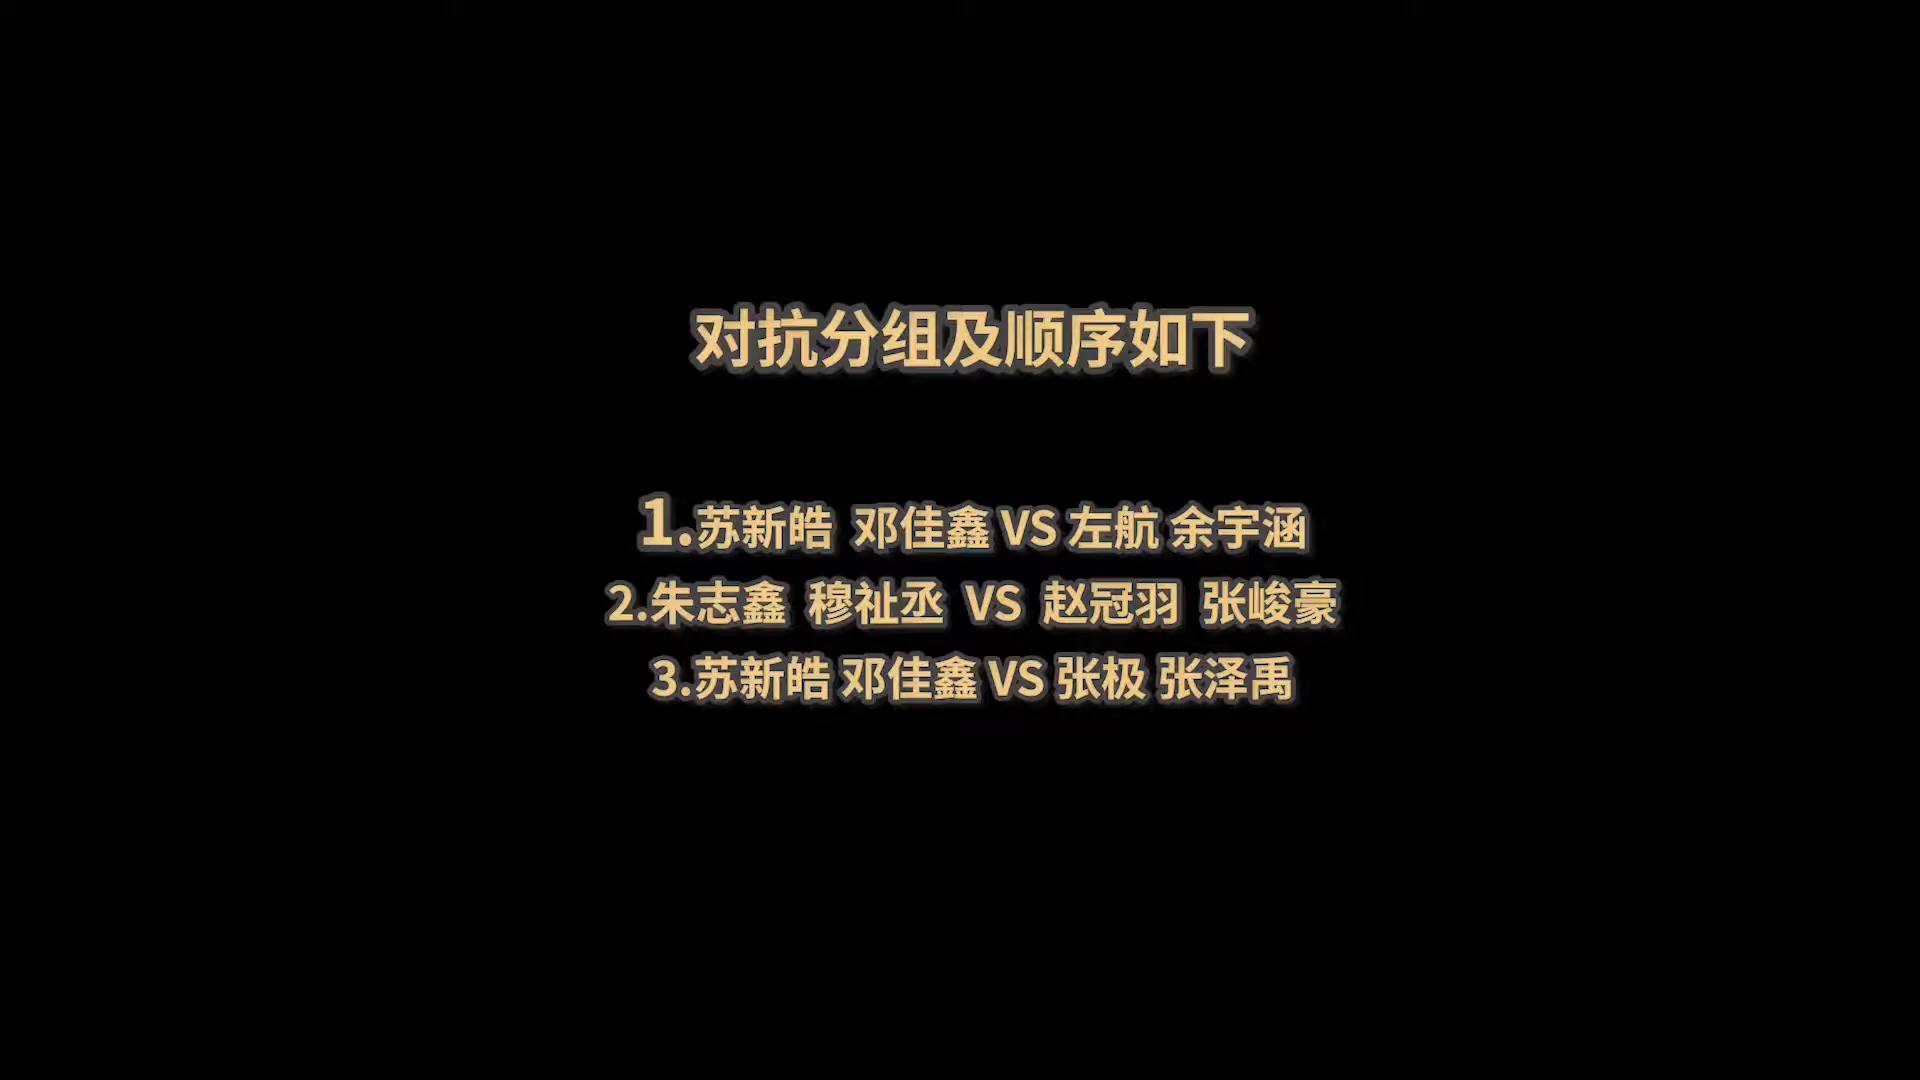 对抗分组及顺序如下
1.苏新皓 邓佳鑫 VS 左航 余宇涵
2.朱志鑫 穆祉丞 VS 赵冠羽 张峻豪
3.苏新皓 邓佳鑫 VS 张极 张泽禹